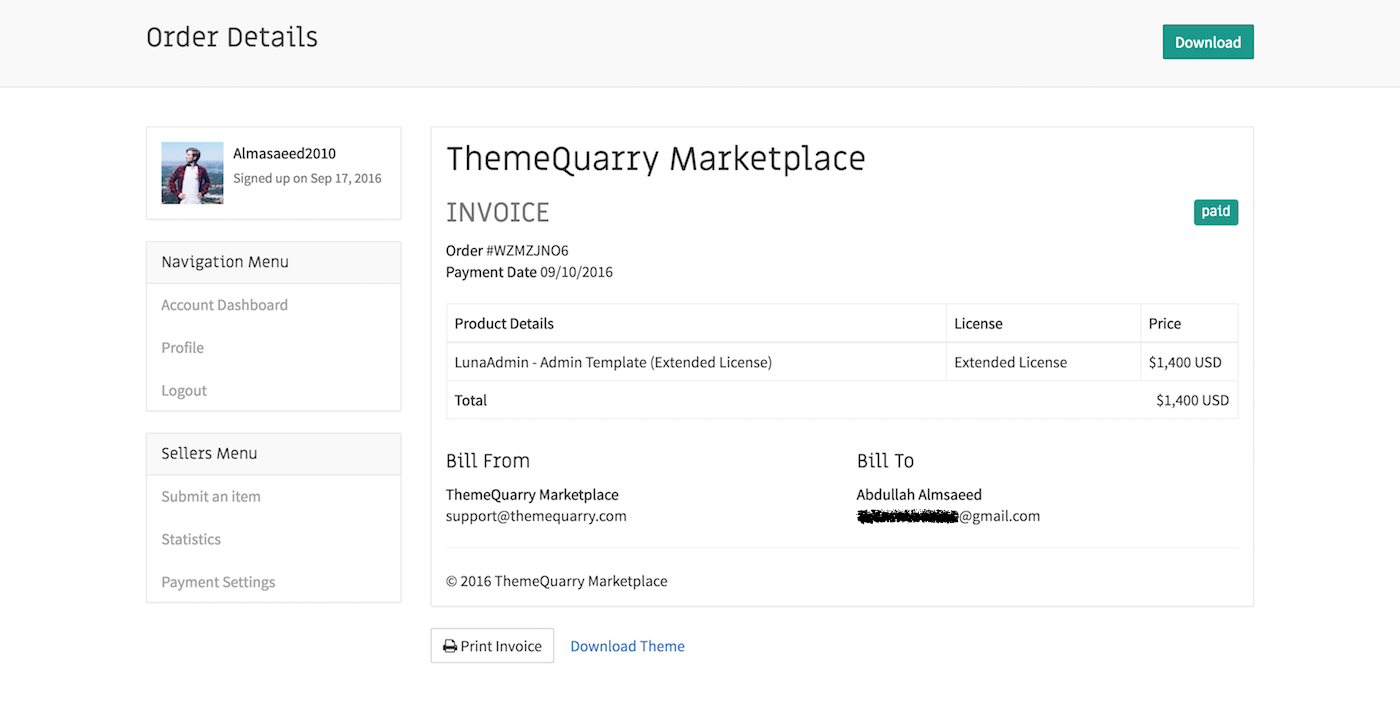 Order Details
Download
Almasaeed2010
Signed up on Sep 17, 2016
Navigation Menu
Account Dashboard
Profile
Logout
Sellers Menu
Submit an item
Statistics
Payment Settings
ThemeQuarry Marketplace
INVOICE
paid
Order #WZMZJNO6
Payment Date 09/10/2016
Product Details License Price
LunaAdmin - Admin Template (Extended License) Extended License $1,400 USD
Total $1,400 USD
Bill From
ThemeQuarry Marketplace
support@themequarry.com
Bill To
Abdullah Almsaeed
@gmail.com
© 2016 ThemeQuarry Marketplace
Print Invoice
Download Theme